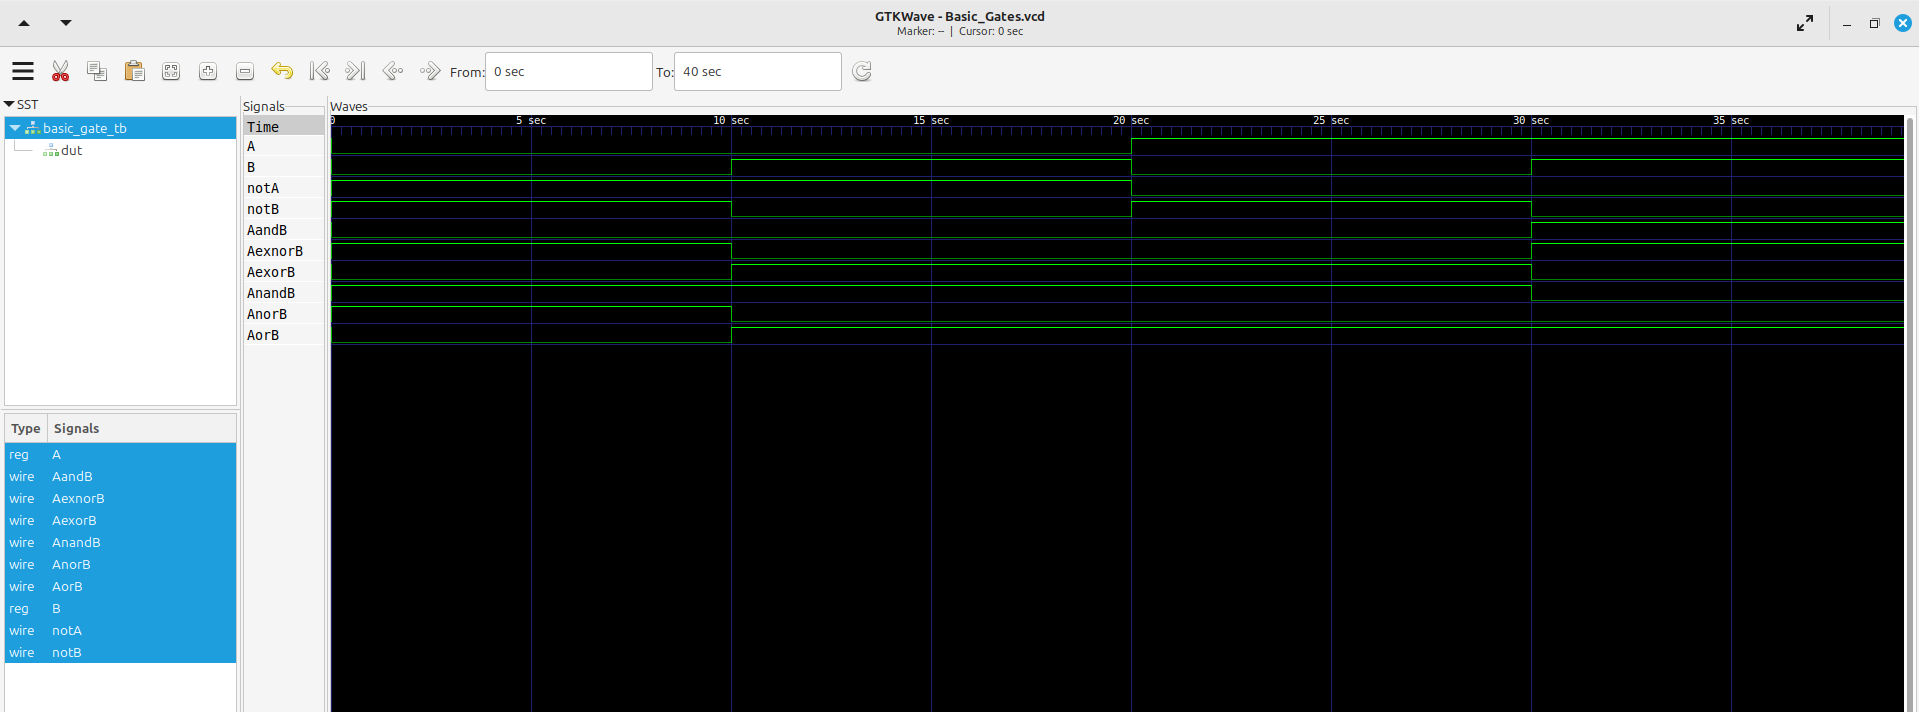 GTKWave - Basic_Gates.vcd
Marker: -- | Cursor: 0 sec
From: 0 sec To: 40 sec
SST
basic_gate_tb
dut
Type Signals
reg A
wire AandB
wire AexnorB
wire AexorB
wire AnandB
wire AnorB
wire AorB
reg B
wire notA
wire notB
Signals
Time
A
B
notA
notB
AandB
AexnorB
AexorB
AnandB
AnorB
AorB
Waves
0 5 sec 10 sec 15 sec 20 sec 25 sec 30 sec 35 sec